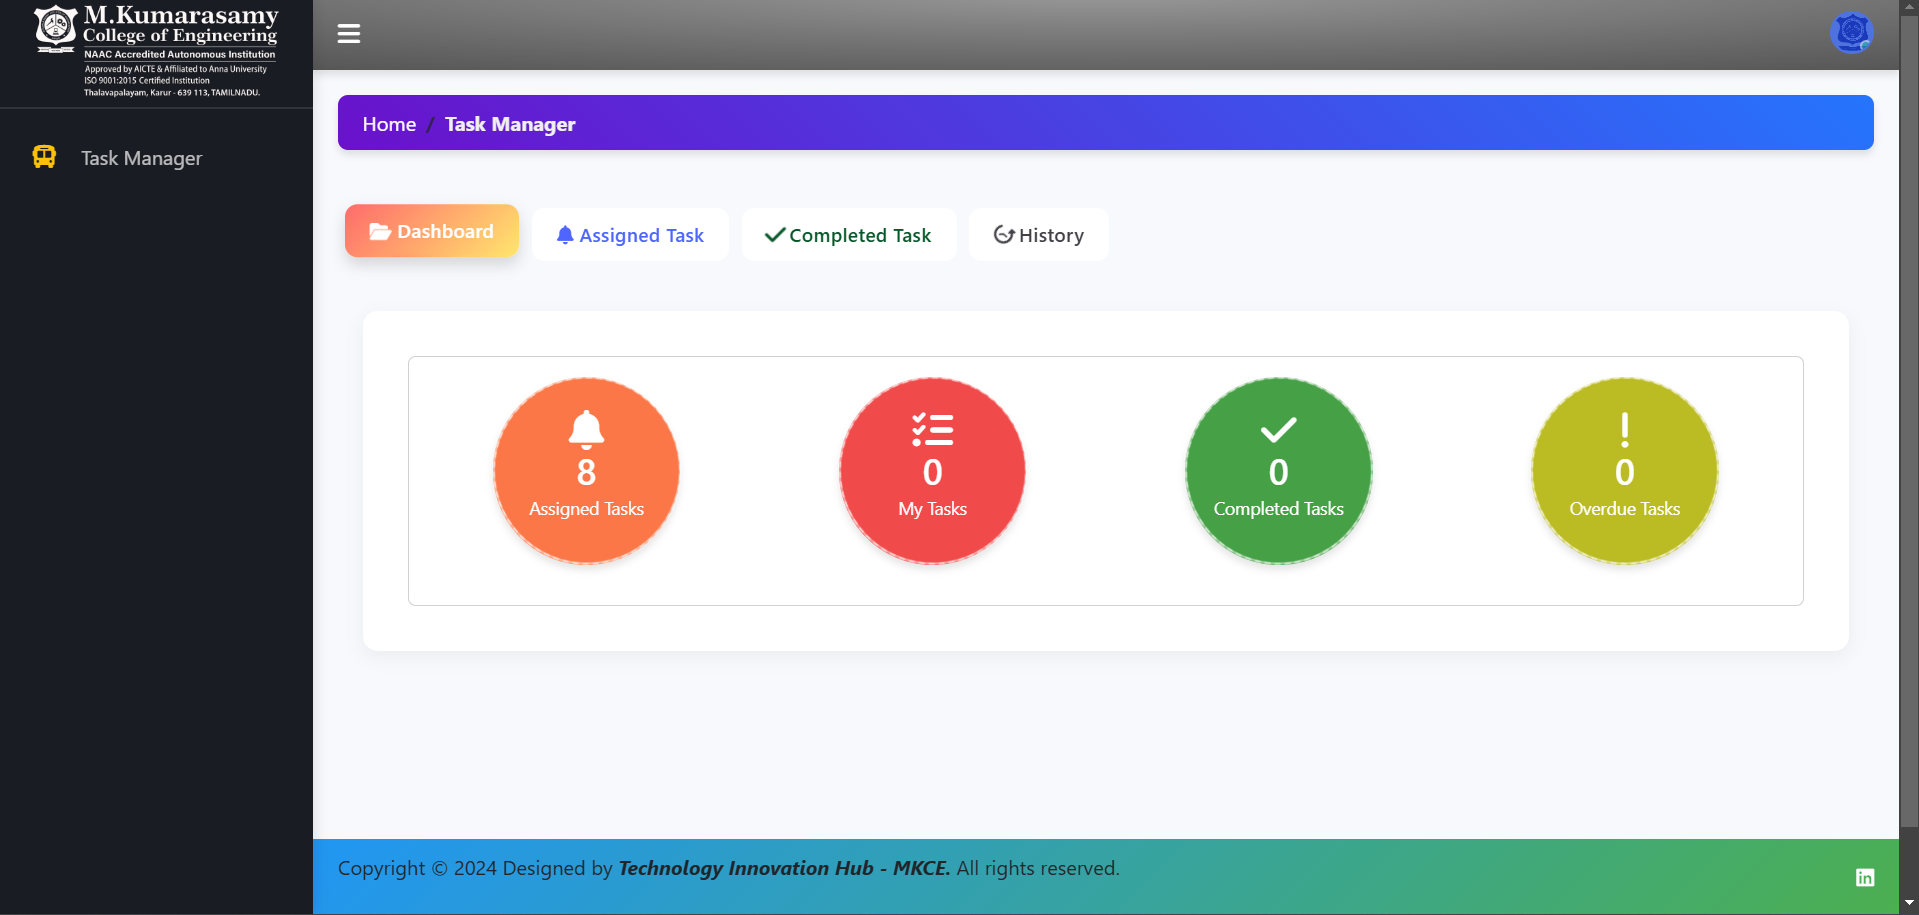 M.Kumarasamy
College of Engineering
NAAC Accredited Autonomous Institution
Approved by AICTE & Affiliated to Anna University
ISO 9001:2015 Certified Institution
Thalavapalayam, Karur - 639 113, TAMILNADU.
Task Manager
Home / Task Manager
Dashboard
Assigned Task
Completed Task
History
8
Assigned Tasks
0
My Tasks
0
Completed Tasks
0
Overdue Tasks
Copyright © 2024 Designed by Technology Innovation Hub - MKCE. All rights reserved.